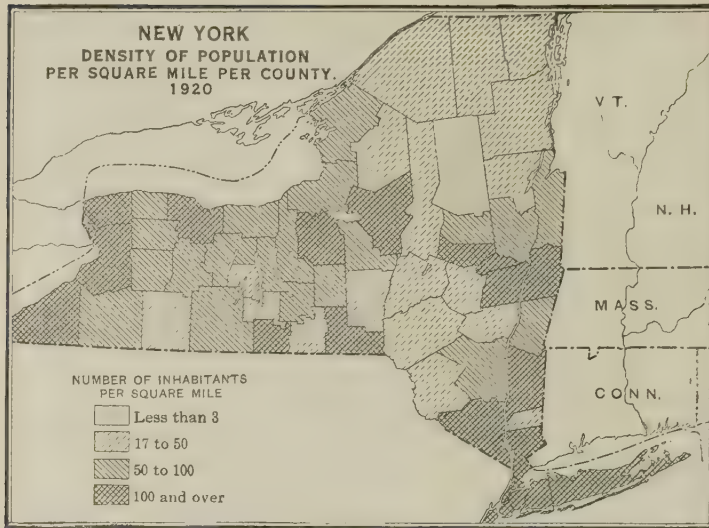 NEW YORK
DENSITY OF POPULATION
PER SQUARE MILE PER COUNTY.
1920
VT.
N.H.
MASS.
CONN.
NUMBER OF INHABITANTS
PER SQUARE MILE
Less than 3
17 to 50
50 to 100
100 and over